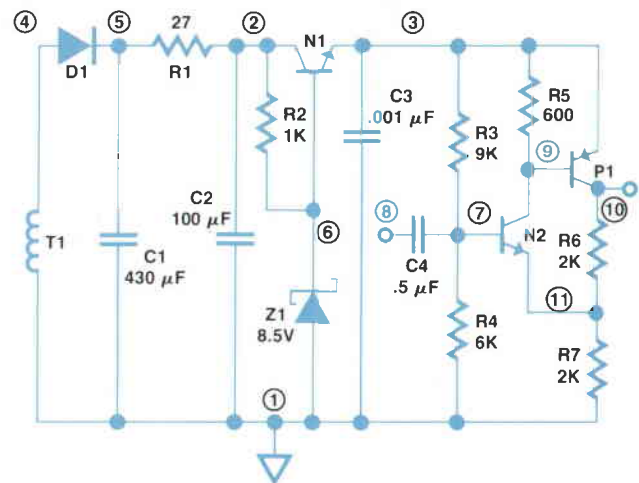 ④ ⑤ 27 ② N1 ③
D1 R1
R2
1K
C3
.001 μF
R3
9K
R5
600
⑨
P1
⑩
C2
100 μF
⑥
⑧ ⑦
N2
R6
2K
T1
C1
430 μF
C4
.5 μF
⑪
Z1
8.5V
R4
6K
R7
2K
①